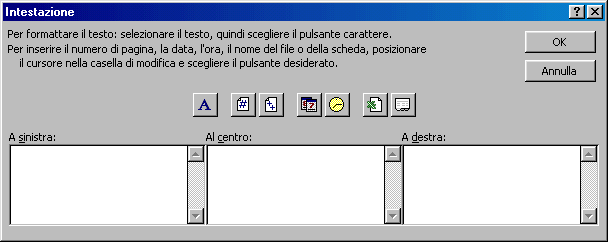 Intestazione
Per formattare il testo: selezionare il testo, quindi scegliere il pulsante carattere.
Per inserire il numero di pagina, la data, l'ora, il nome del file o della scheda, posizionare
il cursore nella casella di modifica e scegliere il pulsante desiderato.
OK
Annulla
A
A sinistra:
Al centro:
A destra: